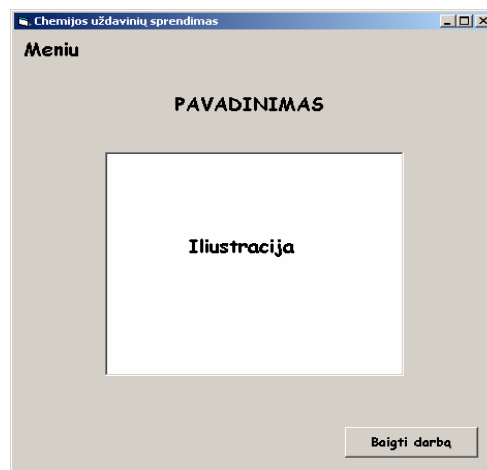 Chemijos uždavinių sprendimas
Meniu
PAVADINIMAS
Iliustracija
Baigti darbą